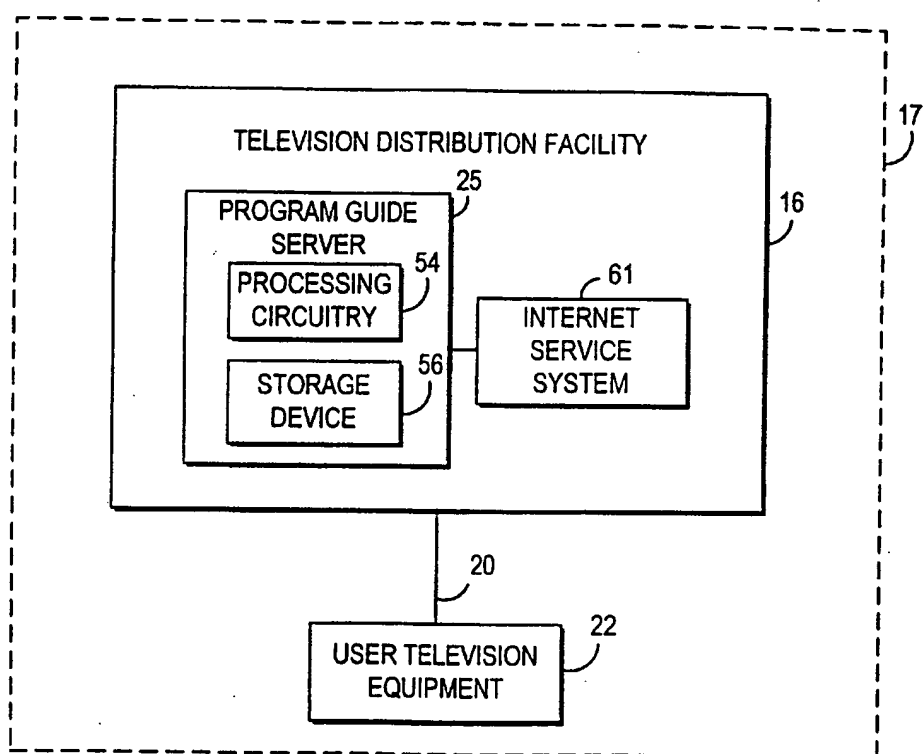 17
TELEVISION DISTRIBUTION FACILITY
16
25
PROGRAM GUIDE
SERVER
54
PROCESSING
CIRCUITRY
56
STORAGE
DEVICE
61
INTERNET
SERVICE
SYSTEM
20
22
USER TELEVISION
EQUIPMENT